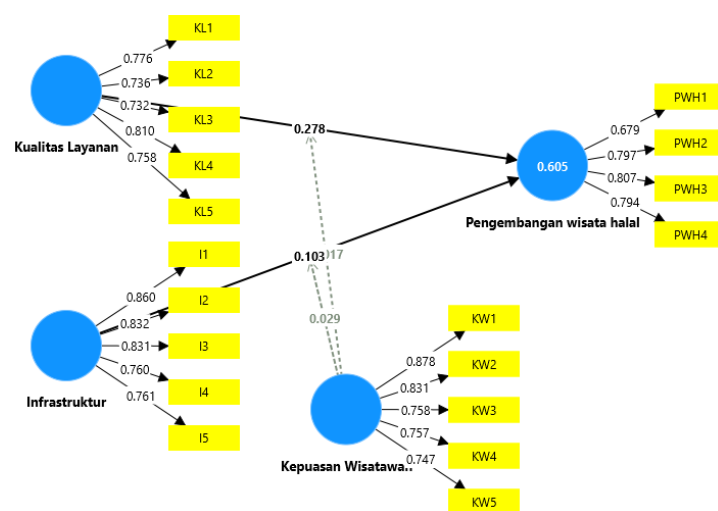 KL1
0.776
KL2
0.736
0.732
KL3
0.810
Kualitas Layanan
KL4
0.758
KL5
0.278
PWH1
0.679
PWH2
0.797
0.605
0.807
PWH3
0.794
Pengembangan wisata halal
PWH4
I1
0.103
0.860
I2
0.832
0.831
I3
0.760
I4
Infrastruktur
0.761
I5
0.029
KW1
0.878
KW2
0.831
0.758
KW3
0.757
KW4
Kepuasan
0.747
KW5